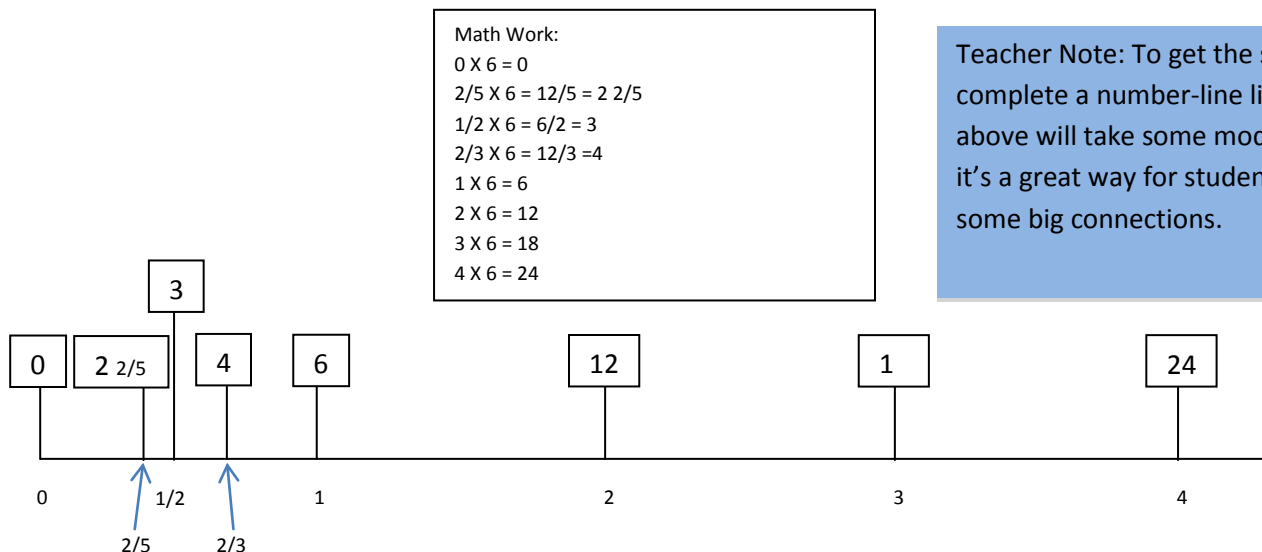 Math Work:
0 X 6 = 0
2/5 X 6 = 12/5 = 2 2/5
1/2 X 6 = 6/2 = 3
2/3 X 6 = 12/3 =4
1 X 6 = 6
2 X 6 = 12
3 X 6 = 18
4 X 6 = 24
Teacher Note: To get the
complete a number-line
above will take some
it's a great way for
some big connections.
3
0 2 2/5 4 6 12 1 24
0 1/2 1 2 3 4
2/5 2/3